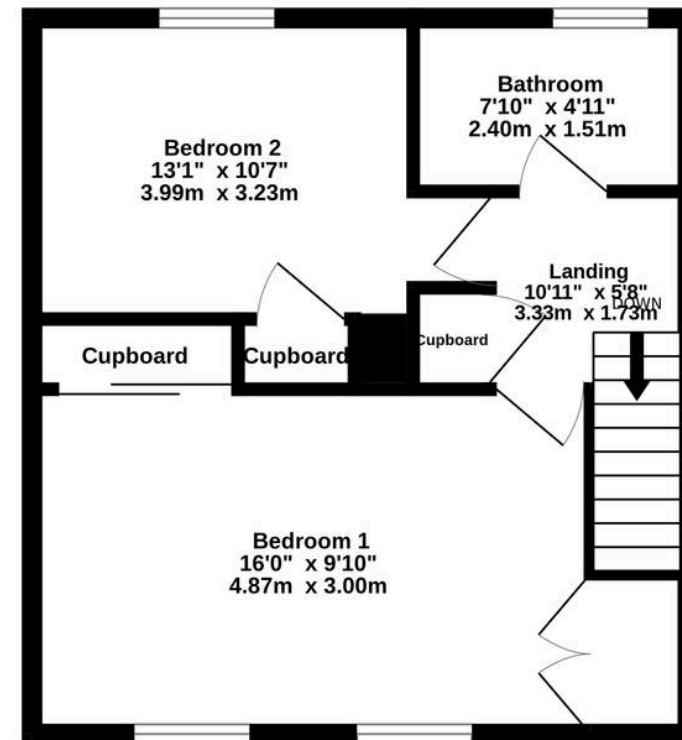 Bathroom
7'10" x 4'11"
2.40m x 1.51m
Bedroom 2
13'1" x 10'7"
3.99m x 3.23m
Landing
10'11" x 5'8"
3.33m x 1.73m
DOWN
Cupboard
Cupboard
Cupboard
Bedroom 1
16'0" x 9'10"
4.87m x 3.00m